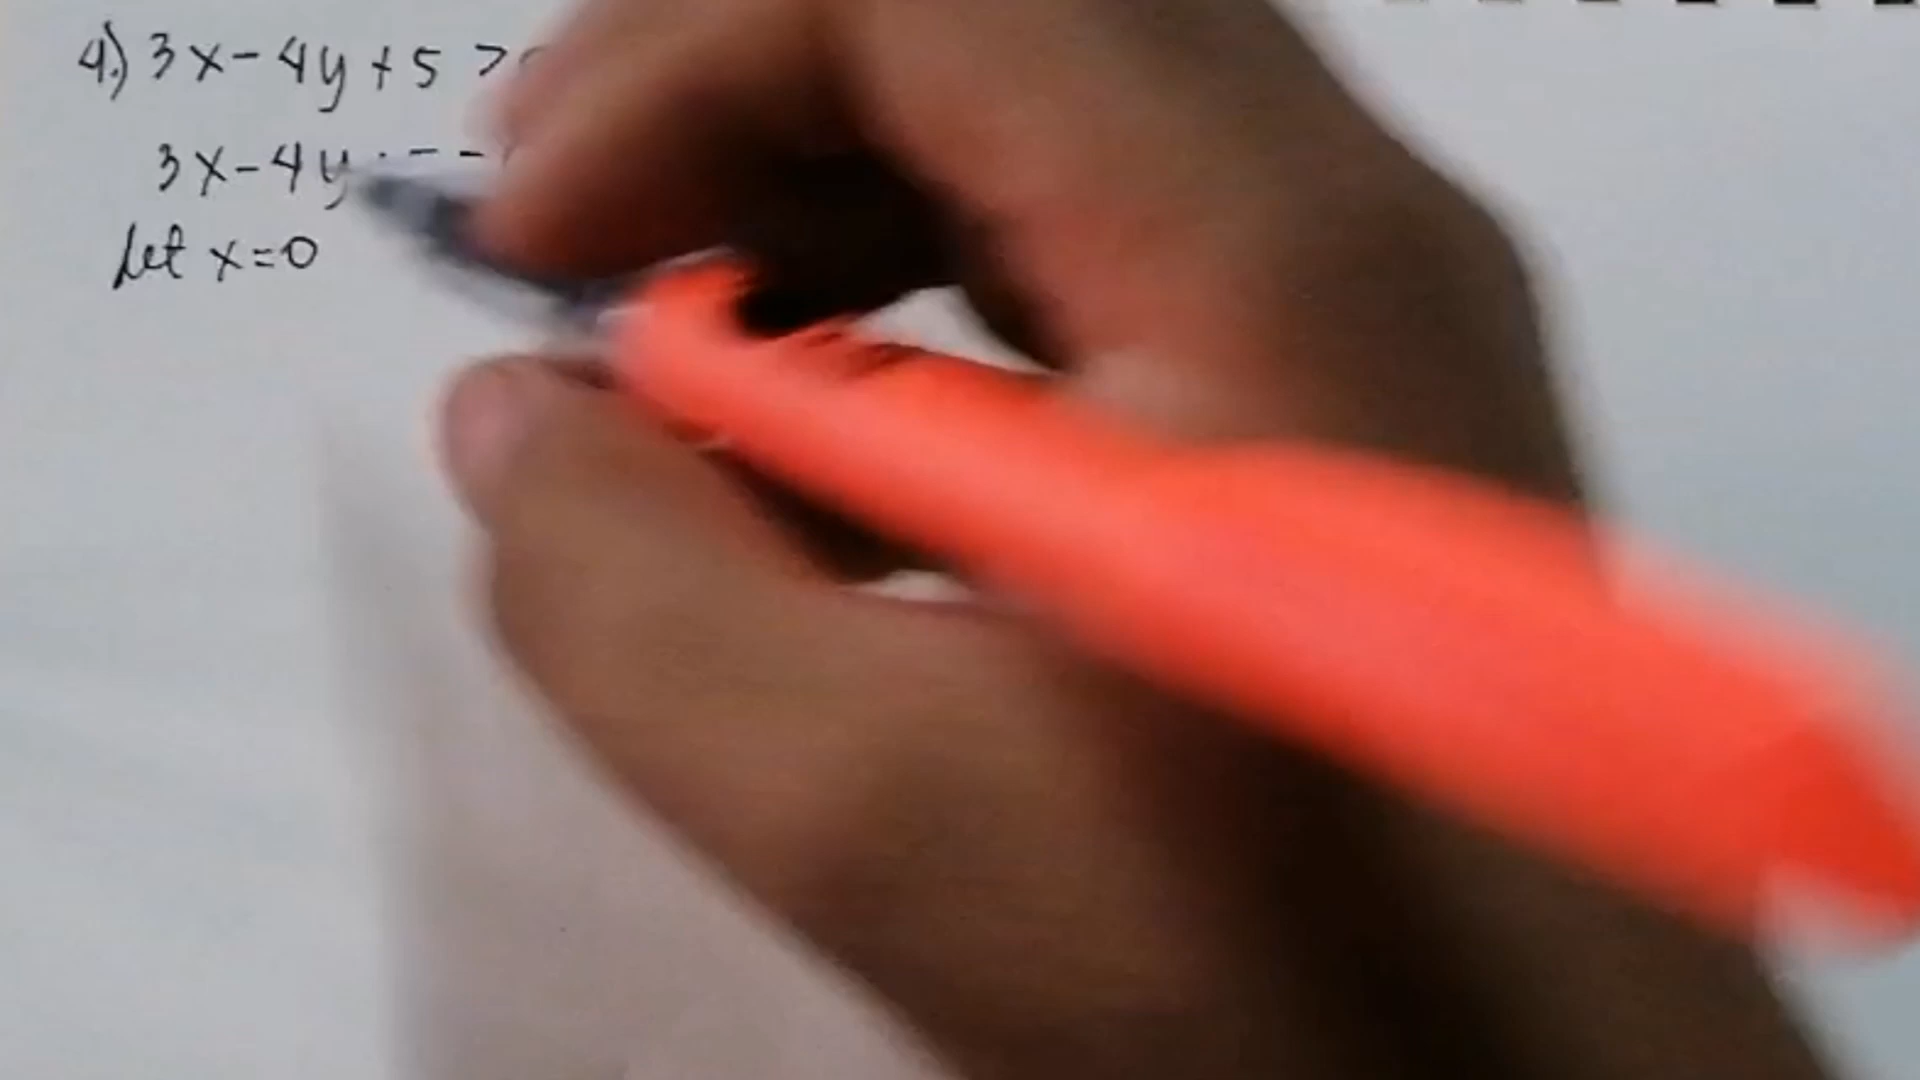 4.) 3x - 4y + 5 >
3x - 4y = -
Let x = 0